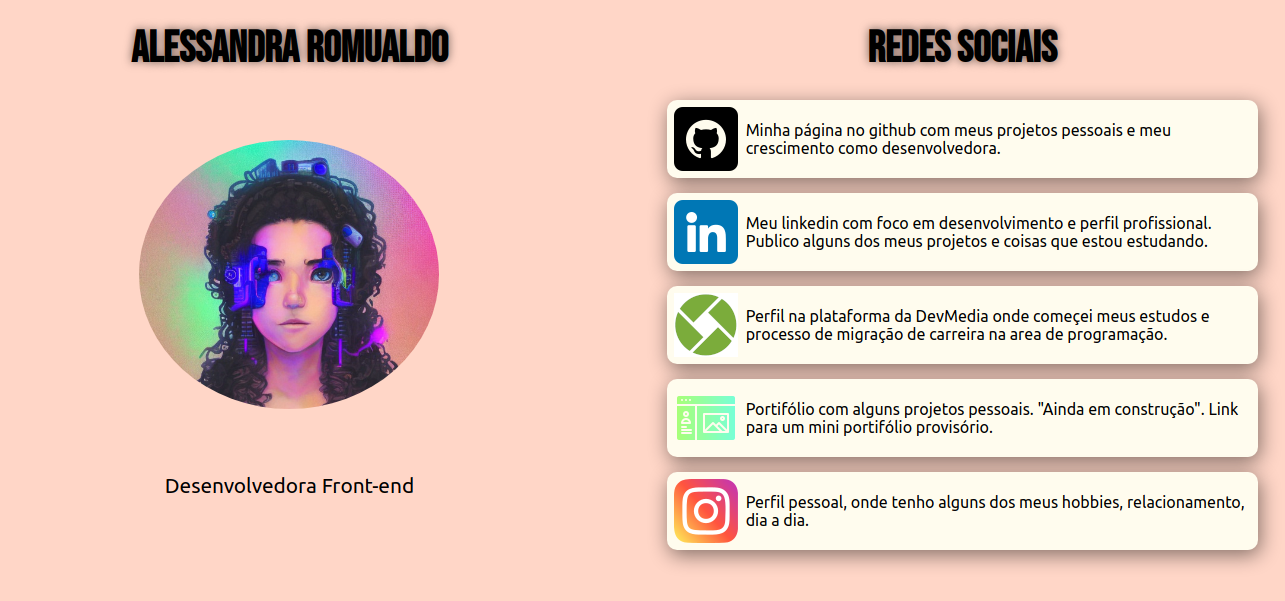 ALESSANDRA ROMUALDO
Desenvolvedora Front-end
REDES SOCIAIS
Minha página no github com meus projetos pessoais e meu
crescimento como desenvolvedora.
in
Meu linkedin com foco em desenvolvimento e perfil profissional.
Publico alguns dos meus projetos e coisas que estou estudando.
Perfil na plataforma da DevMedia onde começei meus estudos e
processo de migração de carreira na area de programação.
Portifólio com alguns projetos pessoais. "Ainda em construção". Link
para um mini portifólio provisório.
Perfil pessoal, onde tenho alguns dos meus hobbies, relacionamento,
dia a dia.